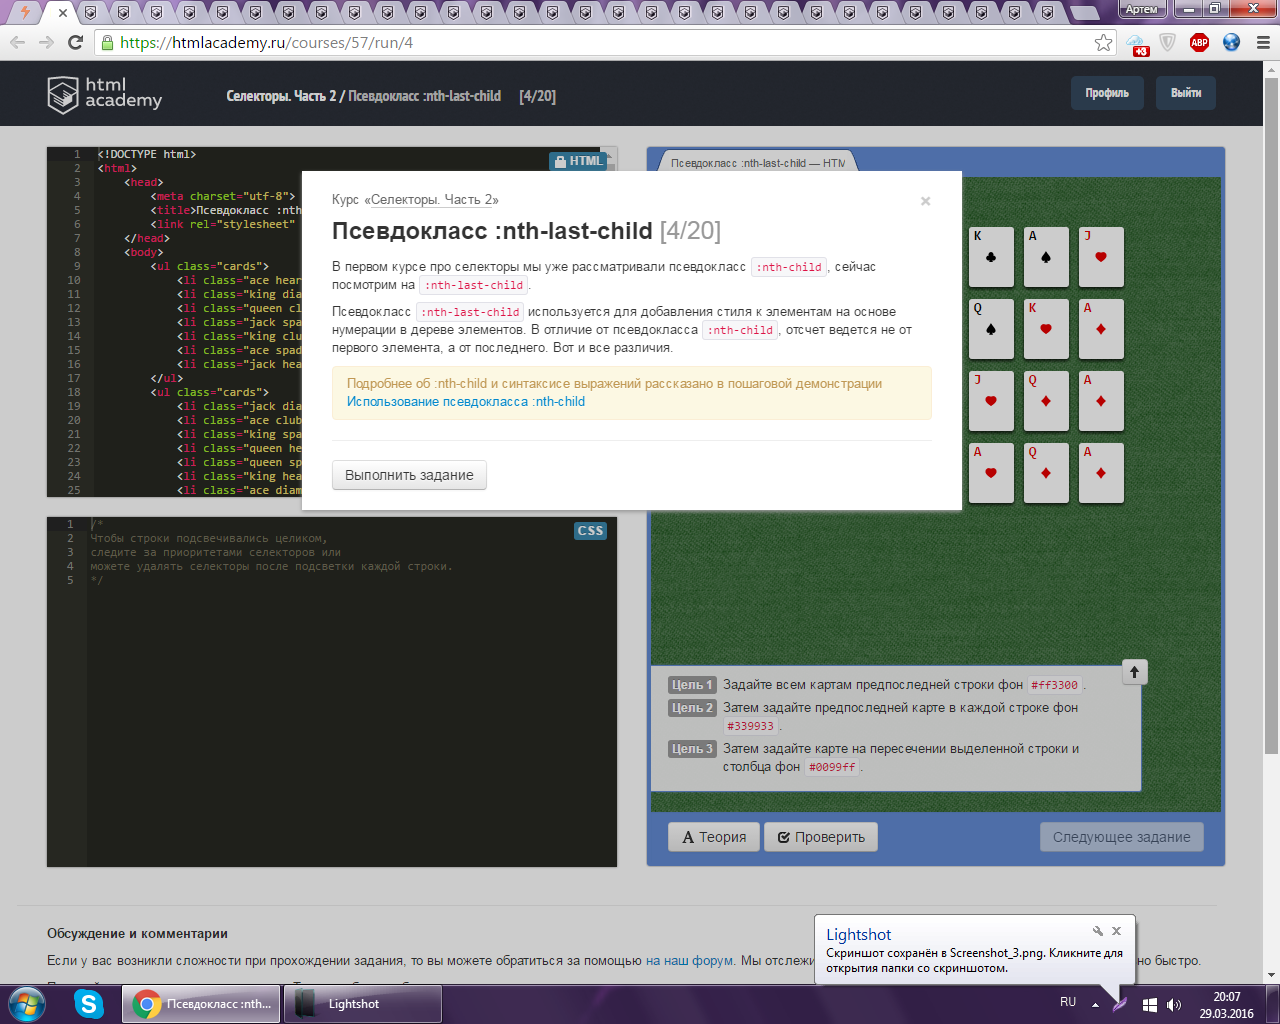 Артем
https://htmlacademy.ru/courses/57/run/4
+3
ABP
html
academy
Селекторы. Часть 2 / Псевдокласс :nth-last-child [4/20]
Профиль
Выйти
1 <!DOCTYPE html>
2 <html>
3 <head>
4 <meta charset="utf-8">
5 <title>Псевдокласс :nth
6 <link rel="stylesheet"
7 </head>
8 <body>
9 <ul class="cards">
10 <li class="ace hear
11 <li class="king dia
12 <li class="queen cl
13 <li class="jack spa
14 <li class="king clu
15 <li class="ace spad
16 <li class="jack hea
17 </ul>
18 <ul class="cards">
19 <li class="jack dia
20 <li class="ace club
21 <li class="king spa
22 <li class="queen he
23 <li class="queen sp
24 <li class="king hea
25 <li class="ace diam
HTML
Псевдокласс :nth-last-child — HTM
Курс «Селекторы. Часть 2»
×
Псевдокласс :nth-last-child [4/20]
В первом курсе про селекторы мы уже рассматривали псевдокласс :nth-child, сейчас
посмотрим на :nth-last-child.
Псевдокласс :nth-last-child используется для добавления стиля к элементам на основе
нумерации в дереве элементов. В отличие от псевдокласса :nth-child, отсчет ведется не от
первого элемента, а от последнего. Вот и все различия.
Подробнее об :nth-child и синтаксисе выражений рассказано в пошаговой демонстрации
Использование псевдокласса :nth-child
Выполнить задание
K A J
Q K A
J Q A
A Q A
CSS
1 /*
2 Чтобы строки подсвечивались целиком,
3 следите за приоритетами селекторов или
4 можете удалять селекторы после подсветки каждой строки.
5 */
Цель 1 Задайте всем картам предпоследней строки фон #ff3300.
Цель 2 Затем задайте предпоследней карте в каждой строке фон
#339933.
Цель 3 Затем задайте карте на пересечении выделенной строки и
столбца фон #0099ff.
A Теория
Проверить
Следующее задание
Обсуждение и комментарии
Если у вас возникли сложности при прохождении задания, то вы можете обратиться за помощью на наш форум. Мы отслежи
но быстро.
Lightshot
Скриншот сохранён в Screenshot_3.png. Кликните для
открытия папки со скриншотом.
Псевдокласс :nth...
Lightshot
RU
20:07
29.03.2016